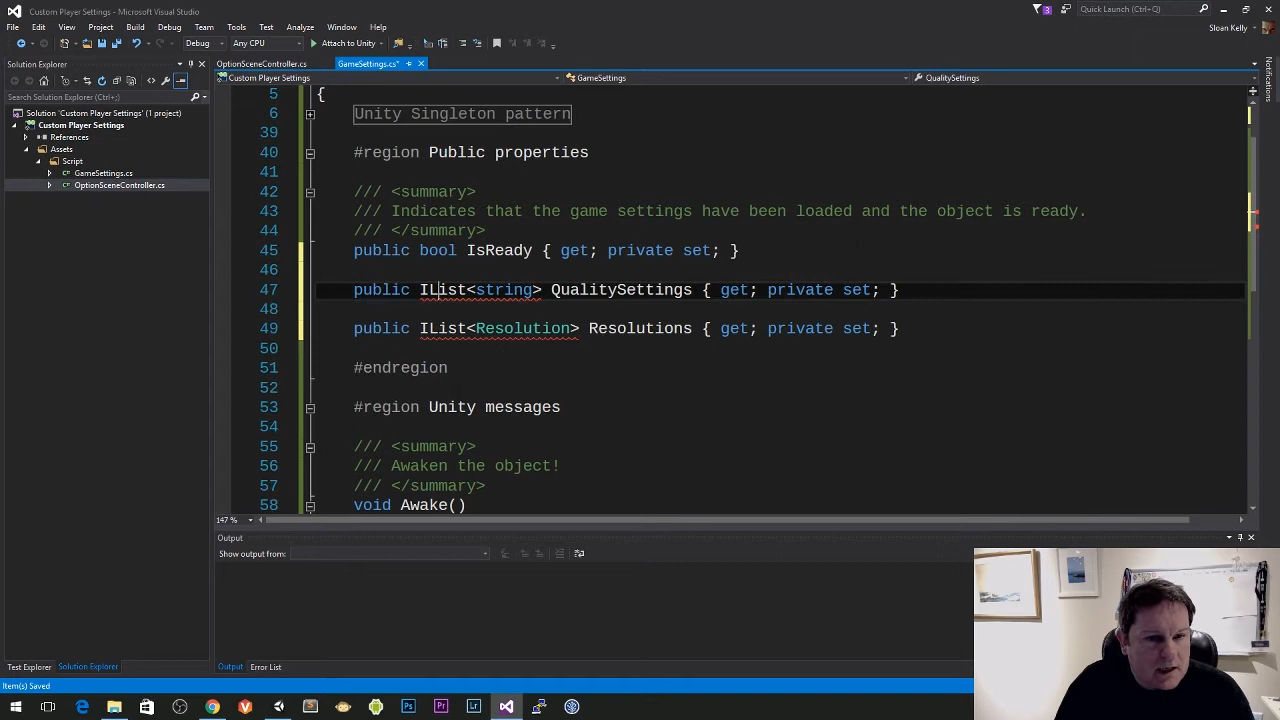 Custom Player Settings - Microsoft Visual Studio
3
Quick Launch (Ctrl+Q)
File Edit View Project Build Debug Team Tools Test Analyze Window Help
Sloan Kelly
Debug Any CPU Attach to Unity
Solution Explorer
OptionSceneController.cs GameSettings.cs*
Custom Player Settings GameSettings QualitySettings
Search Solution Explorer (Ctrl+;)
Solution 'Custom Player Settings' (1 project)
Custom Player Settings
References
Assets
Script
GameSettings.cs
OptionSceneController.cs
Notifications
5 {
6 Unity Singleton pattern
39
40 #region Public properties
41
42 /// <summary>
43 /// Indicates that the game settings have been loaded and the object is ready.
44 /// </summary>
45 public bool IsReady { get; private set; }
46
47 public IList<string> QualitySettings { get; private set; }
48
49 public IList<Resolution> Resolutions { get; private set; }
50
51 #endregion
52
53 #region Unity messages
54
55 /// <summary>
56 /// Awaken the object!
57 /// </summary>
58 void Awake()
147 %
Output
Show output from:
Test Explorer Solution Explorer
Output Error List
Item(s) Saved
Ps Pr Lr